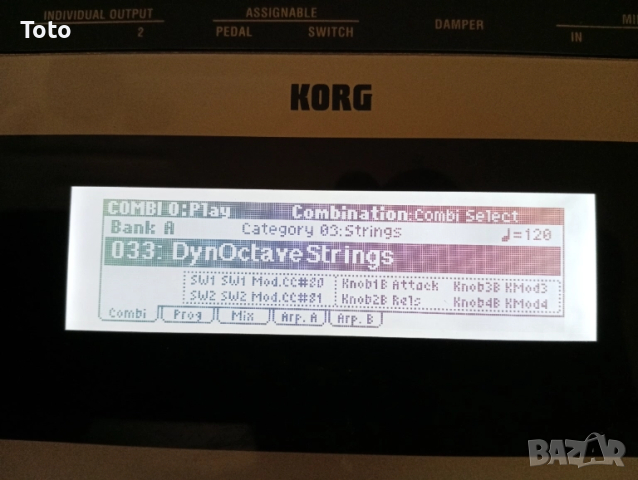 INDIVIDUAL OUTPUT
2
ASSIGNABLE
PEDAL SWITCH
DAMPER
IN
Toto
KORG
COMBI 0:Play Combination:Combi Select
Bank A Category 03:Strings ♩=120
033: DynOctave Strings
SW1 SW1 Mod.CC#80 Knob1B Attack Knob3B KMod3
SW2 SW2 Mod.CC#81 Knob2B Rels Knob4B KMod4
Combi Prog Mix Arp. A Arp. B
BAZAR